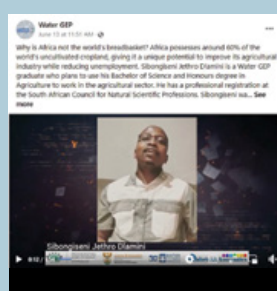 Water GEP
June 13 at 11:51 AM
Why is Africa not the world's breadbasket? Africa possesses around 60% of the
world's uncultivated cropland, giving it a unique potential to improve its agricultural
industry while reducing unemployment. Sibongiseni Jethro Dlamini is a Water GEP
graduate who plans to use his Bachelor of Science and Honours degree in
Agriculture to work in the agricultural sector. He has a professional registration at
the South African Council for Natural Scientific Professions. Sibongiseni wa... See
more
Sibongiseni Jethro Dlamini
0:12 /